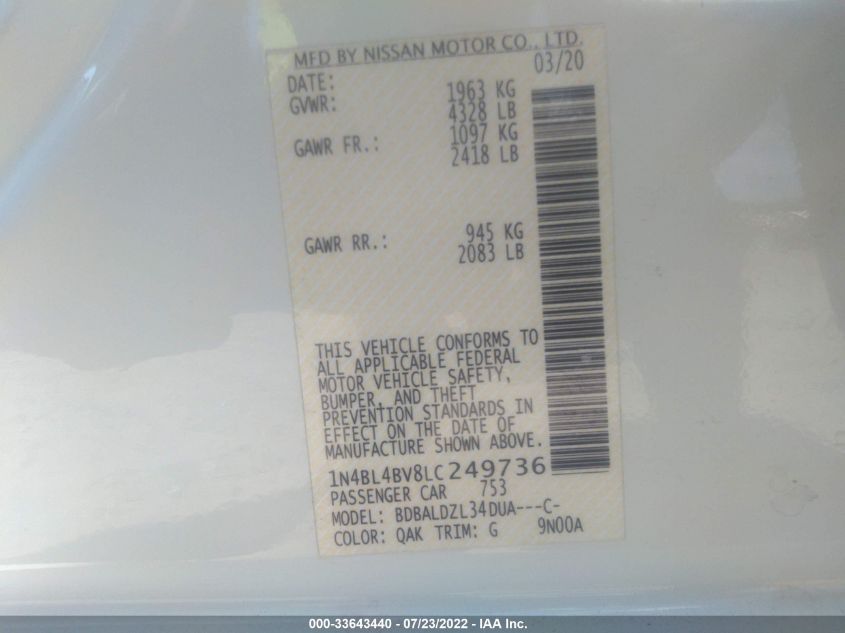 MFD BY NISSAN MOTOR CO., LTD.
DATE: 03/20
GVWR: 1963 KG
4328 LB
GAWR FR.: 1097 KG
2418 LB
GAWR RR.: 945 KG
2083 LB
THIS VEHICLE CONFORMS TO
ALL APPLICABLE FEDERAL
MOTOR VEHICLE SAFETY,
BUMPER, AND THEFT
PREVENTION STANDARDS IN
EFFECT ON THE DATE OF
MANUFACTURE SHOWN ABOVE.
1N4BL4BV8LC249736
PASSENGER CAR 753
MODEL: BDBALDZL34DUA---C-
COLOR: QAK TRIM: G 9N00A
000-33643440 - 07/23/2022 - IAA Inc.